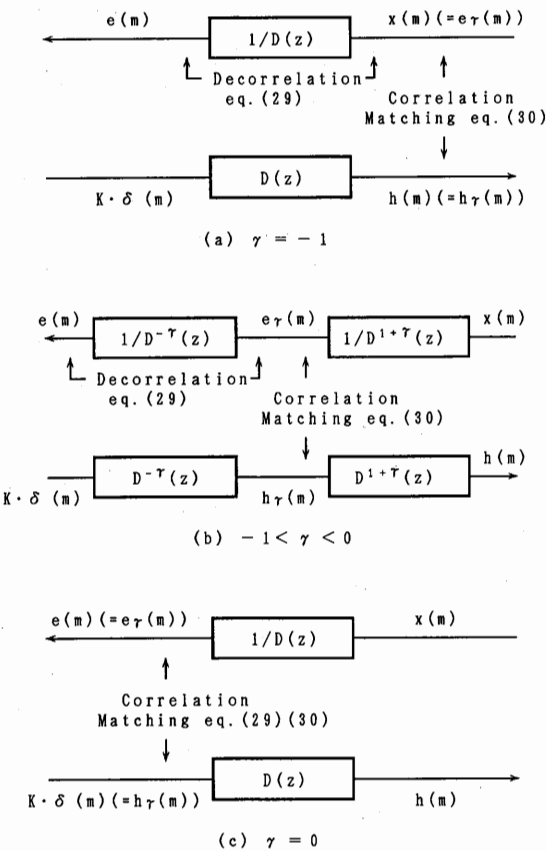 e(m) 1/D(z) x(m)(=eγ(m))
Decorrelation
eq.(29)
Correlation
Matching eq.(30)
K·δ(m) D(z) h(m)(=hγ(m))
(a) γ = -1
e(m) 1/D^-γ(z) eγ(m) 1/D^1+γ(z) x(m)
Decorrelation
eq.(29)
Correlation
Matching eq.(30)
K·δ(m) D^-γ(z) hγ(m) D^1+γ(z) h(m)
(b) -1< γ <0
e(m)(=eγ(m)) 1/D(z) x(m)
Correlation
Matching eq.(29)(30)
K·δ(m)(=hγ(m)) D(z) h(m)
(c) γ = 0